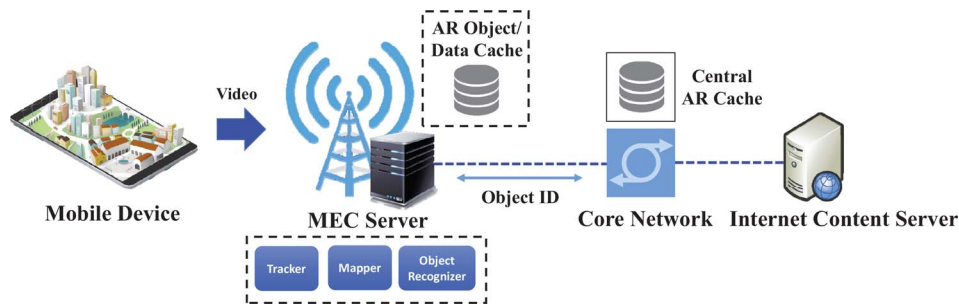 AR Object/
Data Cache
Central
AR Cache
Video
Object ID
Mobile Device
MEC Server
Core Network
Internet Content Server
Tracker
Mapper
Object
Recognizer